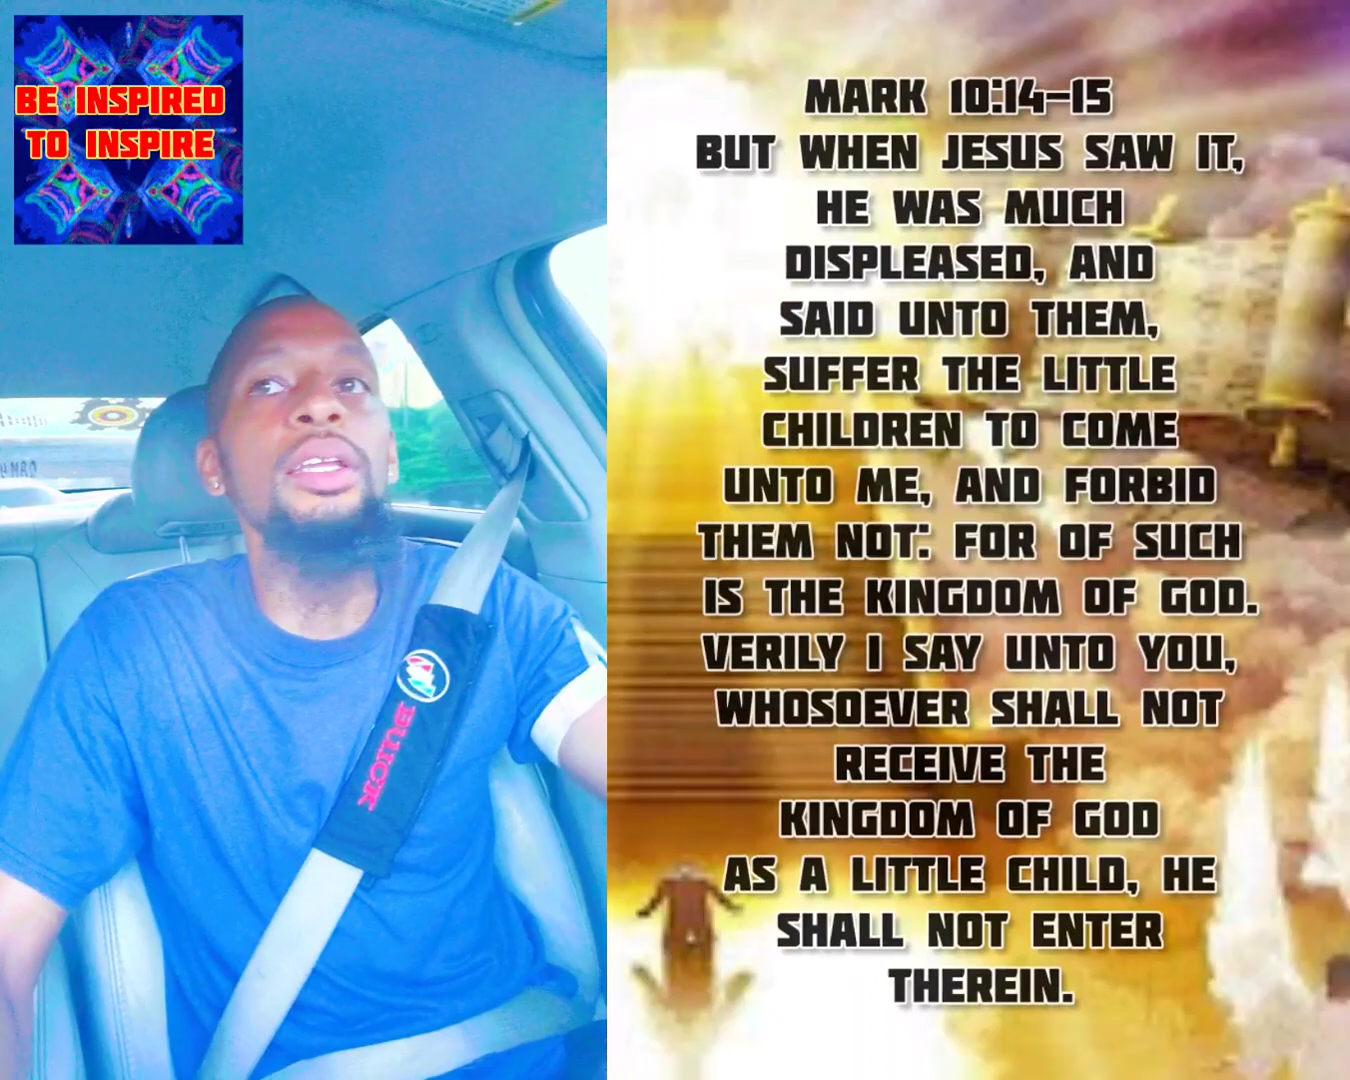 BE INSPIRED
TO INSPIRE
BUICK
MARK 10:14–15
BUT WHEN JESUS SAW IT,
HE WAS MUCH
DISPLEASED, AND
SAID UNTO THEM,
SUFFER THE LITTLE
CHILDREN TO COME
UNTO ME, AND FORBID
THEM NOT: FOR OF SUCH
IS THE KINGDOM OF GOD.
VERILY I SAY UNTO YOU,
WHOSOEVER SHALL NOT
RECEIVE THE
KINGDOM OF GOD
AS A LITTLE CHILD, HE
SHALL NOT ENTER
THEREIN.